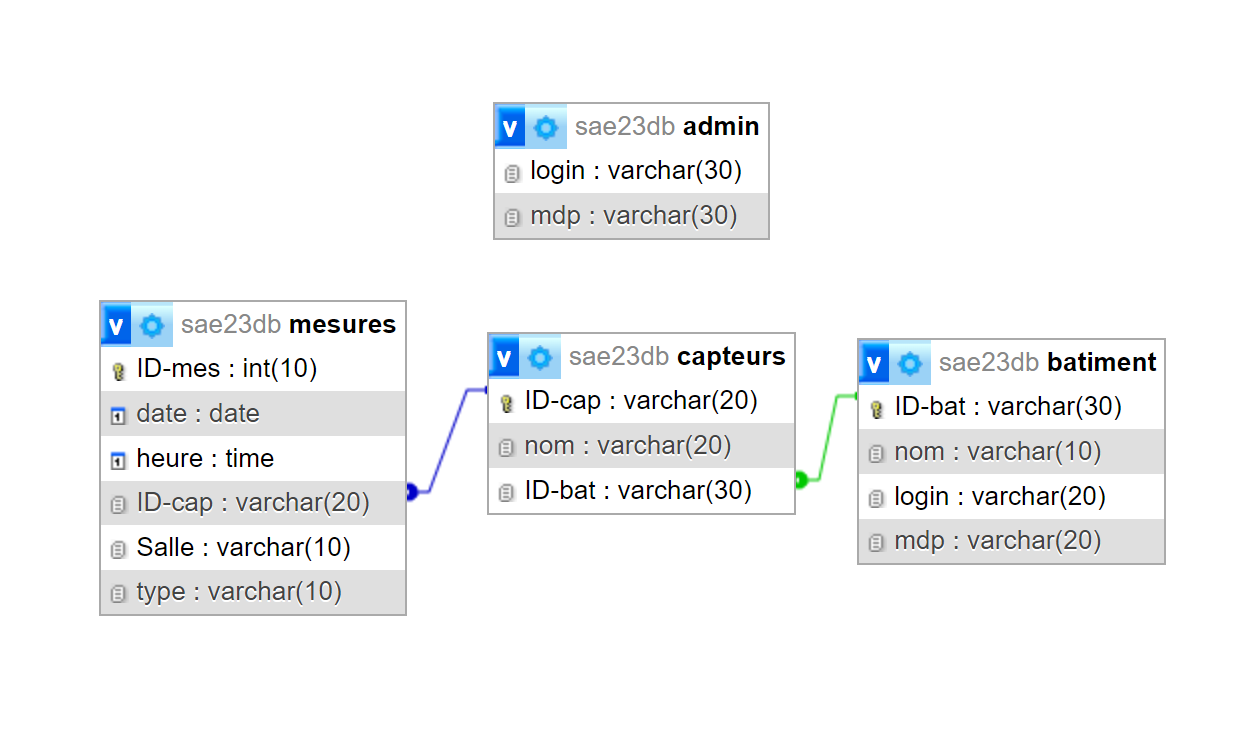 v sae23db admin
login : varchar(30)
mdp : varchar(30)
v sae23db mesures
ID-mes : int(10)
date : date
heure : time
ID-cap : varchar(20)
Salle : varchar(10)
type : varchar(10)
v sae23db capteurs
ID-cap : varchar(20)
nom : varchar(20)
ID-bat : varchar(30)
v sae23db batiment
ID-bat : varchar(30)
nom : varchar(10)
login : varchar(20)
mdp : varchar(20)